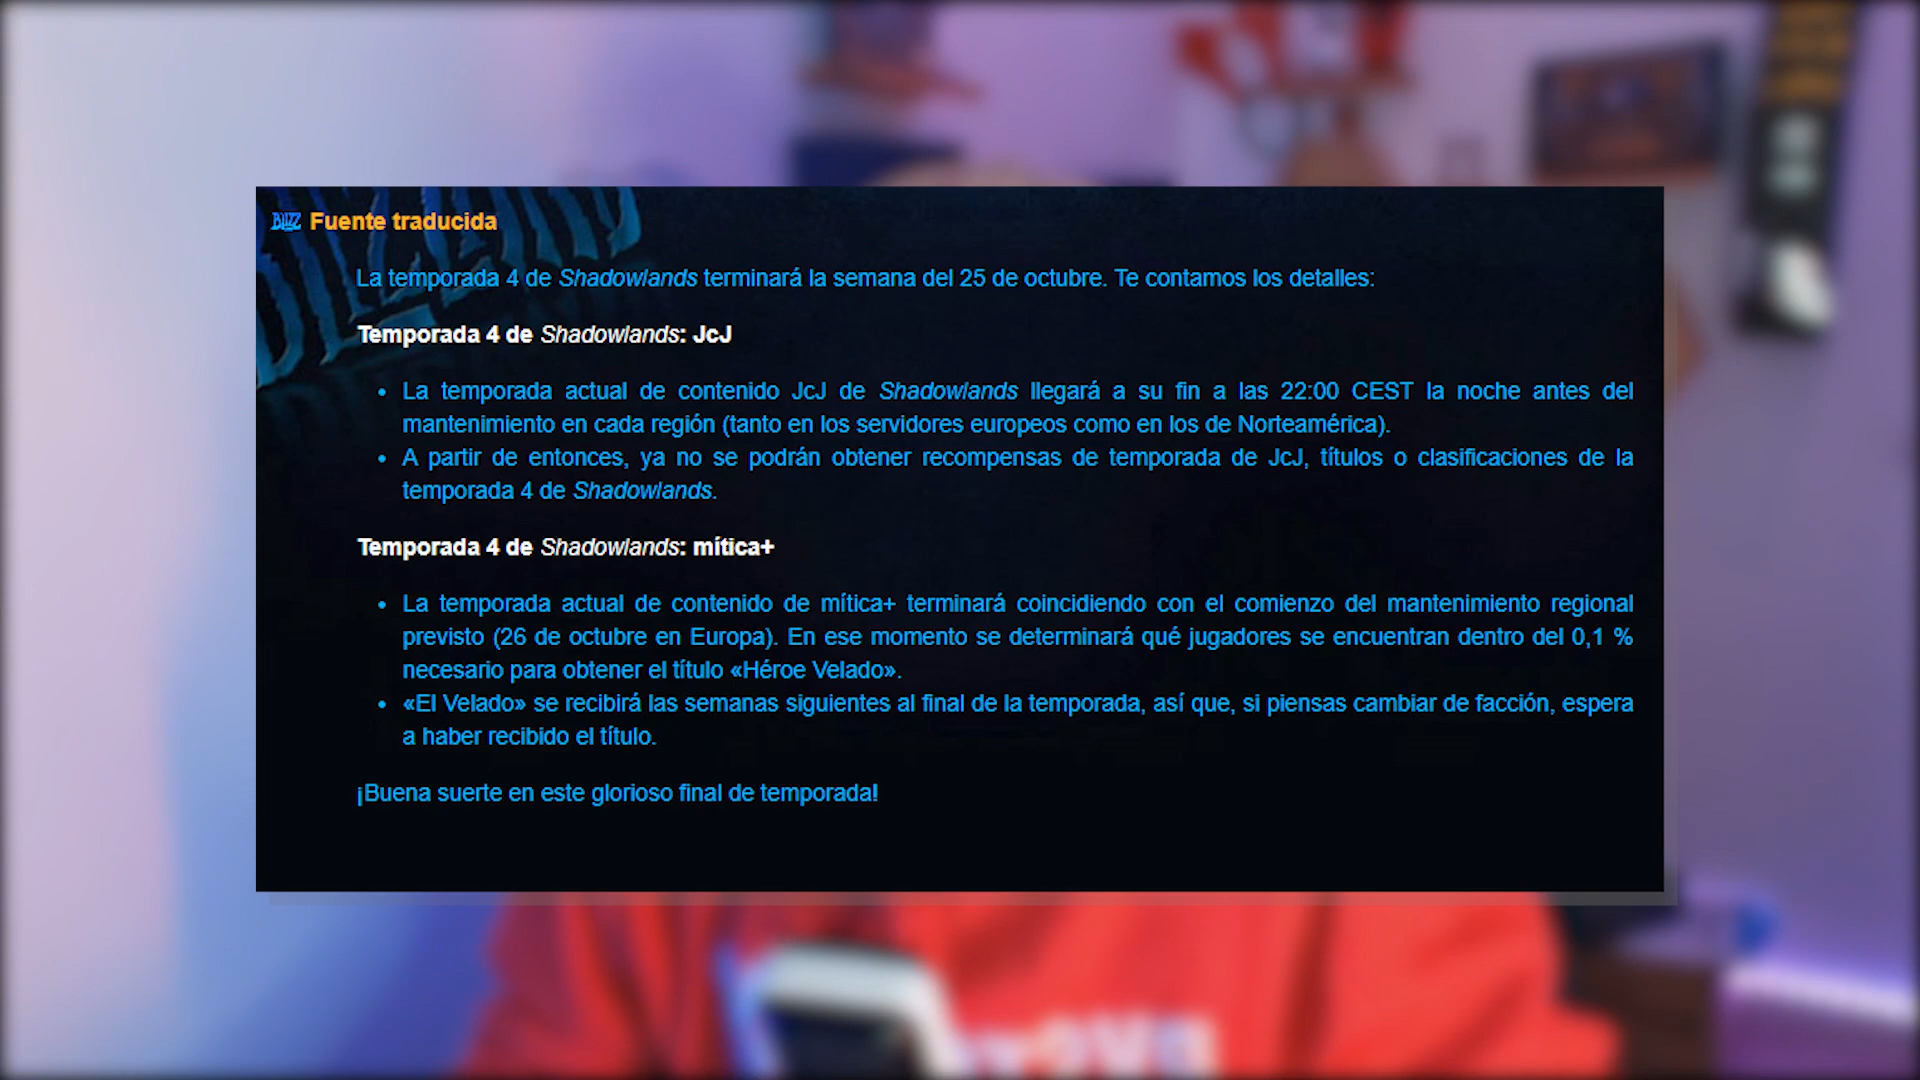 BLIZZ Fuente traducida
La temporada 4 de Shadowlands terminará la semana del 25 de octubre. Te contamos los detalles:
Temporada 4 de Shadowlands: JcJ
• La temporada actual de contenido JcJ de Shadowlands llegará a su fin a las 22:00 CEST la noche antes del
mantenimiento en cada región (tanto en los servidores europeos como en los de Norteamérica).
• A partir de entonces, ya no se podrán obtener recompensas de temporada de JcJ, títulos o clasificaciones de la
temporada 4 de Shadowlands.
Temporada 4 de Shadowlands: mítica+
• La temporada actual de contenido de mítica+ terminará coincidiendo con el comienzo del mantenimiento regional
previsto (26 de octubre en Europa). En ese momento se determinará qué jugadores se encuentran dentro del 0,1 %
necesario para obtener el título «Héroe Velado».
• «El Velado» se recibirá las semanas siguientes al final de la temporada, así que, si piensas cambiar de facción, espera
a haber recibido el título.
¡Buena suerte en este glorioso final de temporada!